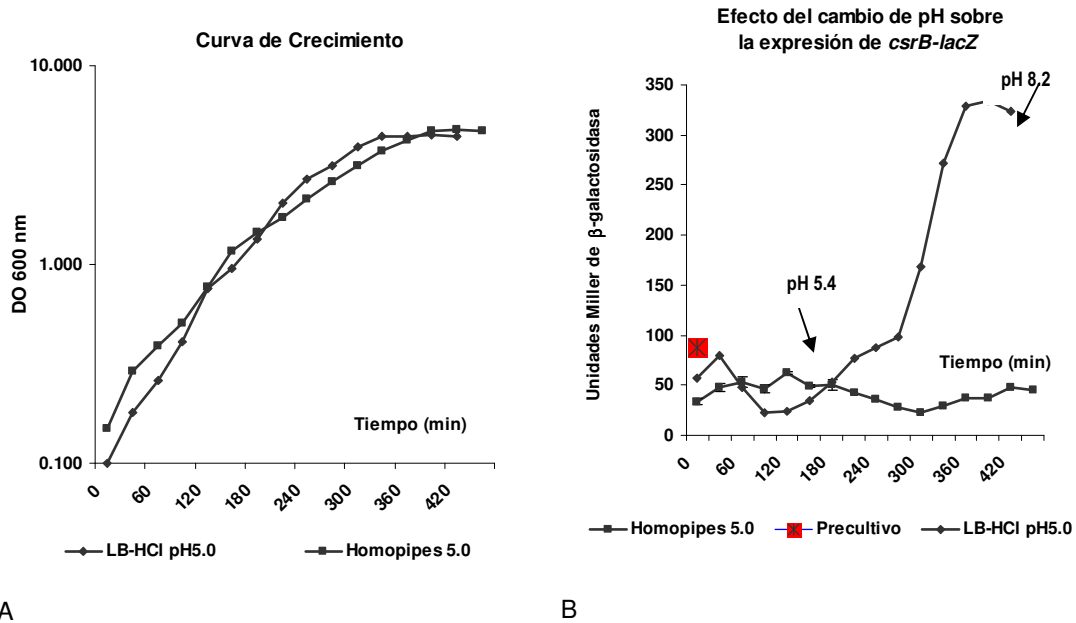 Curva de Crecimiento
10.000
1.000
0.100
DO 600 nm
Tiempo (min)
0 60 120 180 240 300 360 420
LB-HCl pH5.0 Homopipes 5.0
A
Efecto del cambio de pH sobre
la expresión de csrB-lacZ
pH 8.2
350
300
250
200
150
100
50
0
Unidades Miller de β-galactosidasa
pH 5.4
Tiempo (min)
0 60 120 180 240 300 360 420
Homopipes 5.0 Precultivo LB-HCl pH5.0
B